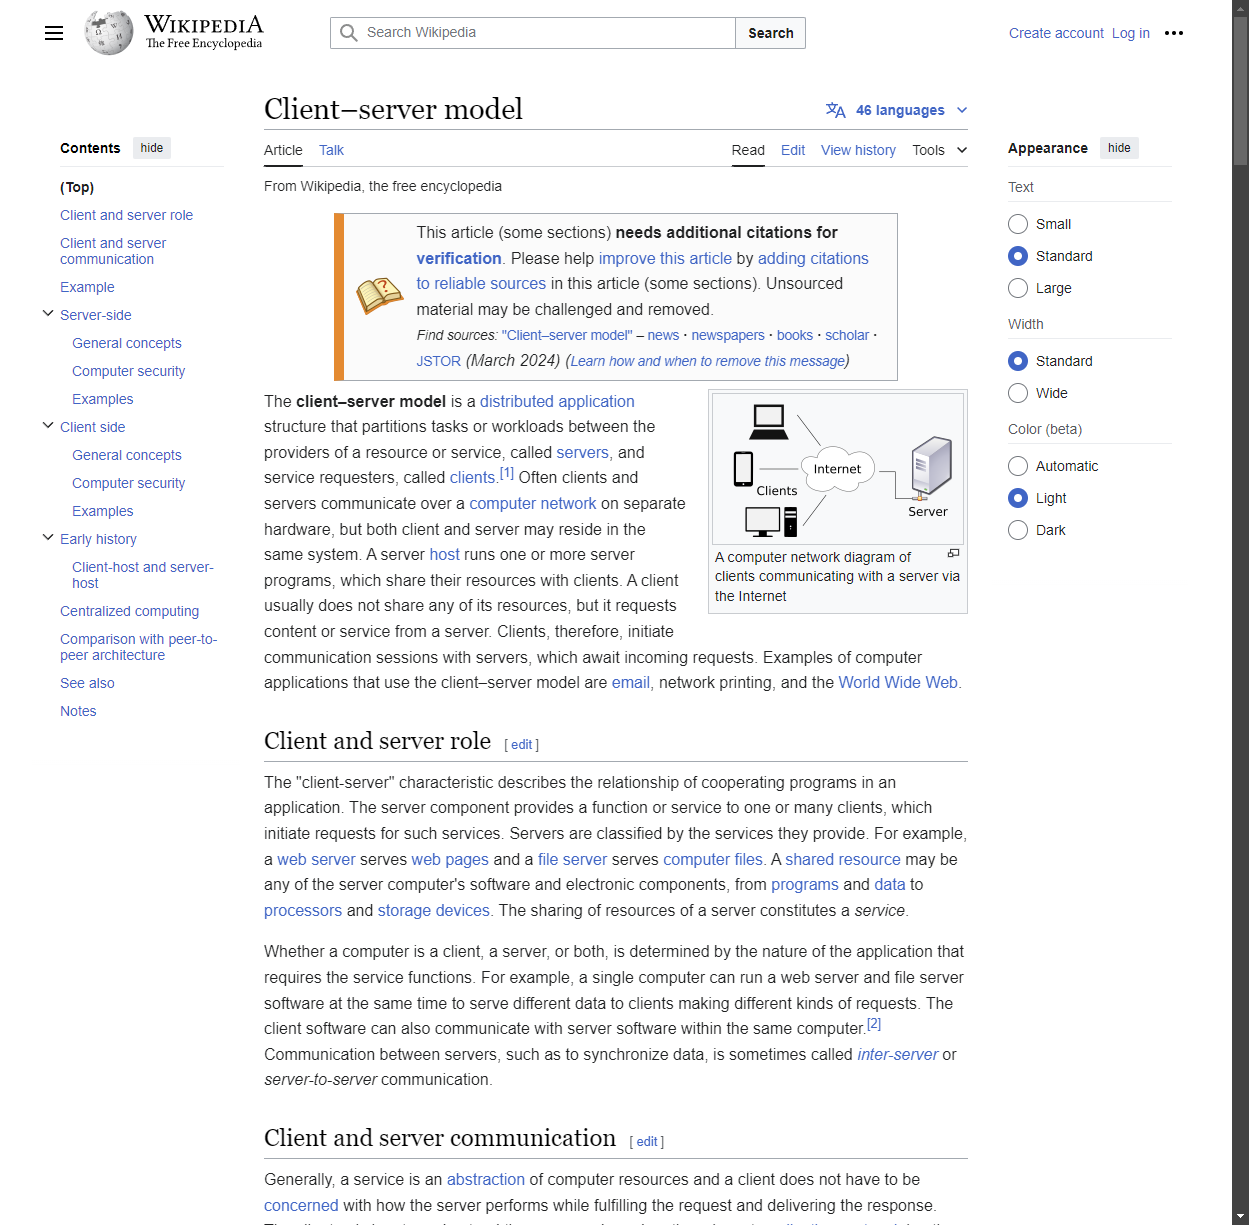 WIKIPEDIA
The Free Encyclopedia
Search Wikipedia
Search
Create account
Log in
Client–server model
46 languages
Contents
hide
(Top)
Client and server role
Client and server
communication
Example
Server-side
General concepts
Computer security
Examples
Client side
General concepts
Computer security
Examples
Early history
Client-host and server-
host
Centralized computing
Comparison with peer-to-
peer architecture
See also
Notes
Article
Talk
Read
Edit
View history
Tools
From Wikipedia, the free encyclopedia
This article (some sections) needs additional citations for
verification. Please help improve this article by adding citations
to reliable sources in this article (some sections). Unsourced
material may be challenged and removed.
Find sources: "Client–server model" – news · newspapers · books · scholar ·
JSTOR (March 2024) (Learn how and when to remove this message)
The client–server model is a distributed application
structure that partitions tasks or workloads between the
providers of a resource or service, called servers, and
service requesters, called clients.[1] Often clients and
servers communicate over a computer network on separate
hardware, but both client and server may reside in the
same system. A server host runs one or more server
programs, which share their resources with clients. A client
usually does not share any of its resources, but it requests
content or service from a server. Clients, therefore, initiate
communication sessions with servers, which await incoming requests. Examples of computer
applications that use the client–server model are email, network printing, and the World Wide Web.
Internet
Clients
Server
A computer network diagram of
clients communicating with a server via
the Internet
Client and server role [ edit ]
The "client-server" characteristic describes the relationship of cooperating programs in an
application. The server component provides a function or service to one or many clients, which
initiate requests for such services. Servers are classified by the services they provide. For example,
a web server serves web pages and a file server serves computer files. A shared resource may be
any of the server computer's software and electronic components, from programs and data to
processors and storage devices. The sharing of resources of a server constitutes a service.
Whether a computer is a client, a server, or both, is determined by the nature of the application that
requires the service functions. For example, a single computer can run a web server and file server
software at the same time to serve different data to clients making different kinds of requests. The
client software can also communicate with server software within the same computer.[2]
Communication between servers, such as to synchronize data, is sometimes called inter-server or
server-to-server communication.
Client and server communication [ edit ]
Generally, a service is an abstraction of computer resources and a client does not have to be
concerned with how the server performs while fulfilling the request and delivering the response.
Appearance
hide
Text
Small
Standard
Large
Width
Standard
Wide
Color (beta)
Automatic
Light
Dark